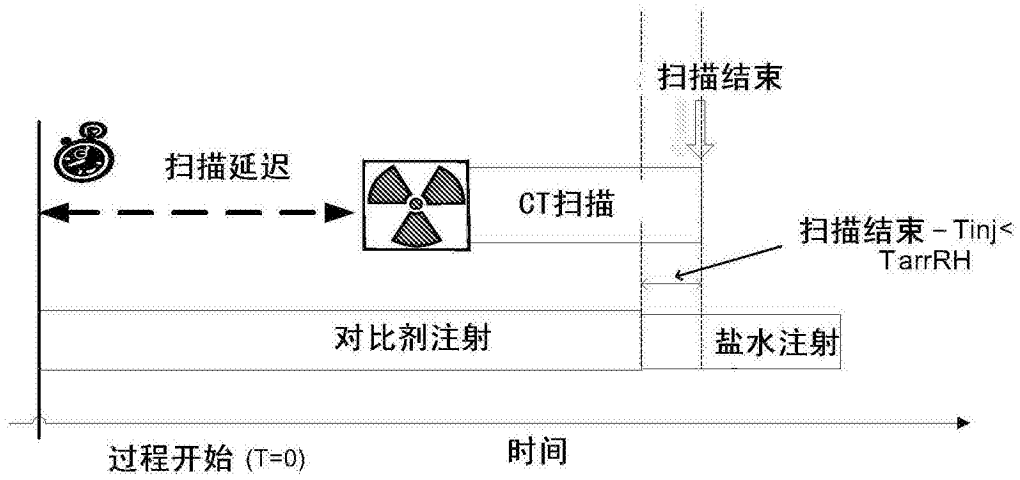 扫描结束
扫描延迟
CT扫描
扫描结束 – Tinj<
TarrRH
对比剂注射
盐水注射
过程开始 (T=0)
时间